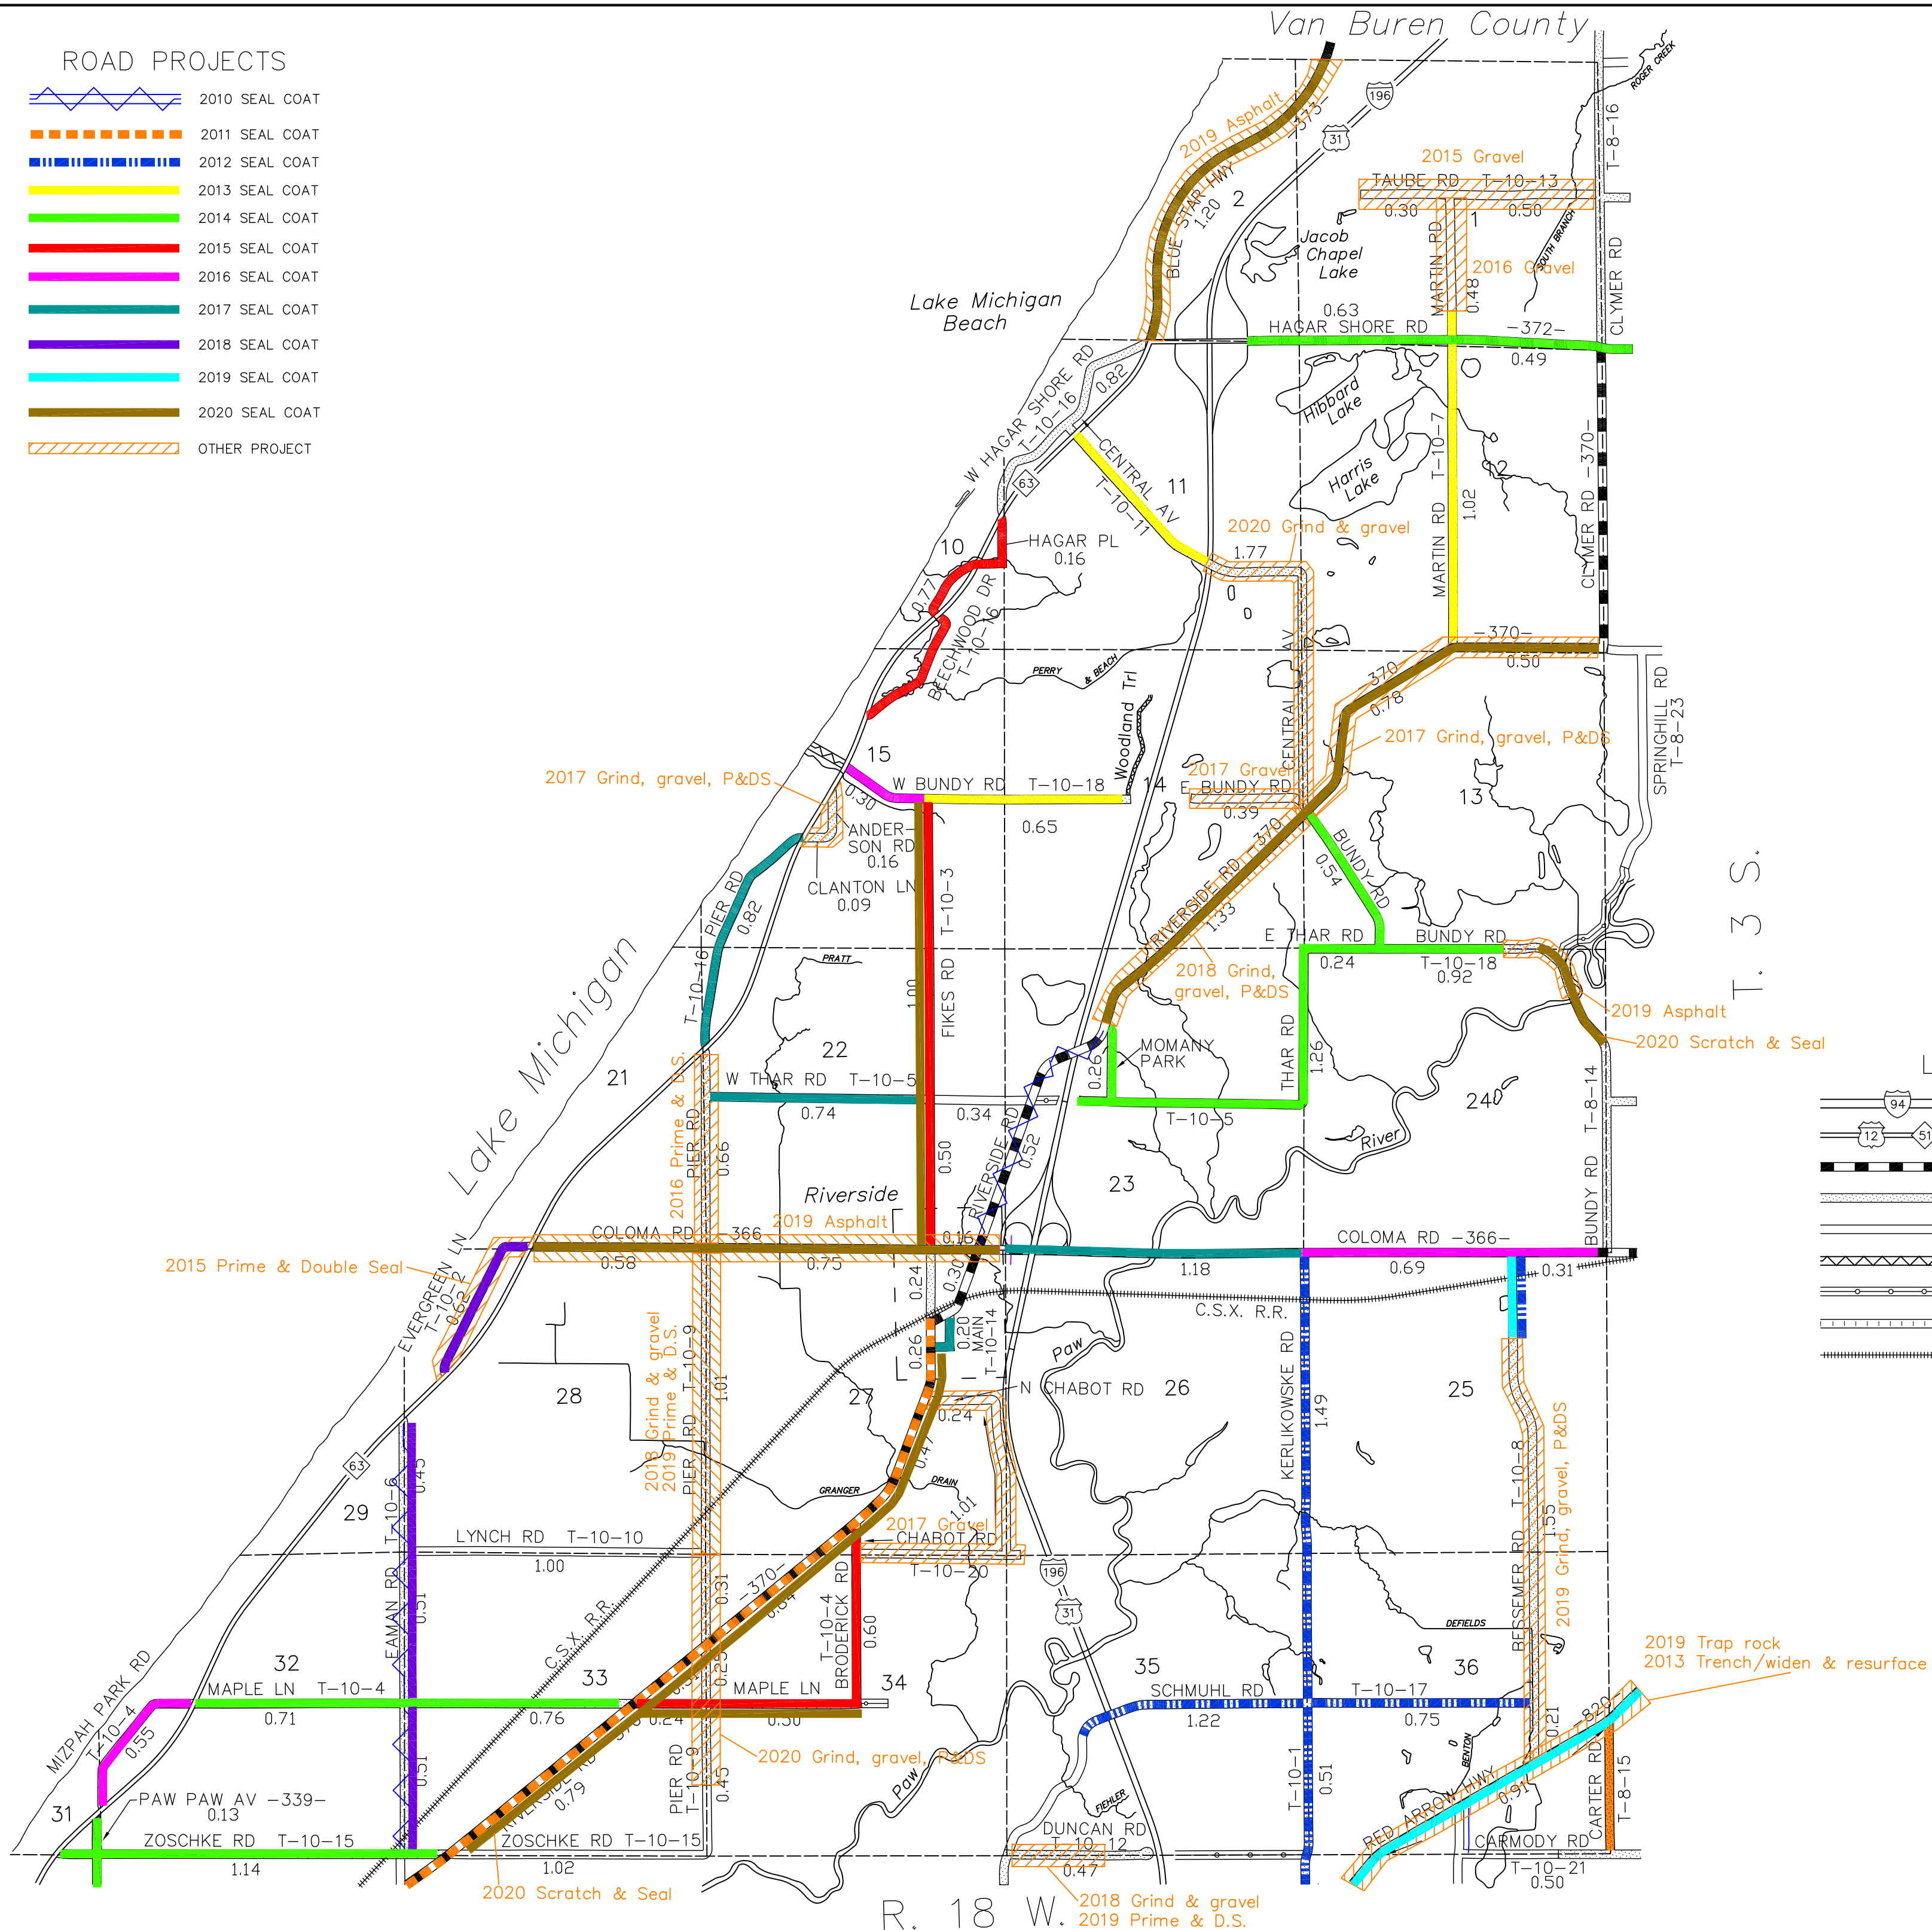 Van Buren County
ROAD PROJECTS
2010 SEAL COAT
2011 SEAL COAT
2012 SEAL COAT
2013 SEAL COAT
2014 SEAL COAT
2015 SEAL COAT
2016 SEAL COAT
2017 SEAL COAT
2018 SEAL COAT
2019 SEAL COAT
2020 SEAL COAT
OTHER PROJECT
ROGER CREEK
196
31
-373-
2019 Asphalt
BLUE STAR HWY
1.20
2
T-8-16
2015 Gravel
TAUBE RD T-10-13
0.30
0.50
1
MARTIN RD
0.48
2016 Gravel
SOUTH BRANCH
CLYMER RD
Jacob
Chapel
Lake
Lake Michigan
Beach
0.63
HAGAR SHORE RD
-372-
0.49
W HAGAR SHORE RD
T-10-16
0.82
63
CENTRAL AV
T-10-11
11
Hibbard
Lake
Harris
Lake
MARTIN RD T-10-7
1.02
12
CLYMER RD -370-
2020 Grind & gravel
1.77
10
HAGAR PL
0.16
0.77
BEECHWOOD DR
T-10-16
PERRY & BEACH
CENTRAL AV
-370-
0.50
370
0.78
2017 Grind, gravel, P&DS
SPRINGHILL RD
T-8-23
Woodland Trl
15
2017 Grind, gravel, P&DS
0.30
W BUNDY RD T-10-18
0.65
14
2017 Gravel
E BUNDY RD
0.39
13
ANDER-
SON RD
0.16
CLANTON LN
0.09
PIER RD
0.82
T-10-16
FIKES RD T-10-3
1.00
370
RIVERSIDE RD
1.33
BUNDY RD
0.54
E THAR RD
0.24
BUNDY RD
T-10-18
0.92
T. 3 S.
2018 Grind,
gravel, P&DS
2019 Asphalt
2020 Scratch & Seal
PRATT
Lake Michigan
21
22
W THAR RD T-10-5
0.74
0.34
0.26
MOMANY
PARK
THAR RD
1.26
T-10-5
24
BUNDY RD T-8-14
River
94
12
51
2016 Prime & D.S.
PIER RD
0.66
0.50
RIVERSIDE RD
0.52
23
Riverside
COLOMA RD -366
2019 Asphalt
0.16
0.58
0.75
COLOMA RD -366-
1.18
0.69
0.31
2015 Prime & Double Seal
EVERGREEN LN
T-10-2
0.62
0.24
0.30
C.S.X. R.R.
0.26
0.20
MAIN
T-10-14
Paw
28
27
26
25
2018 Grind & gravel
2019 Prime & D.S.
PIER RD T-10-9
1.01
N CHABOT RD
0.24
0.47
KERLIKOWSKE RD
1.49
BESSEMER RD T-10-8
1.55
2019 Grind, gravel, P&DS
63
GRANGER
DRAIN
1.01
29
EAMAN RD T-10-6
0.45
LYNCH RD T-10-10
1.00
2017 Gravel
CHABOT RD
T-10-20
196
31
0.51
0.31
-370-
0.64
T-10-4
BRODERICK RD
0.60
C.S.X. R.R.
DEFIELDS
2019 Trap rock
2013 Trench/widen & resurface
MIZPAH PARK RD
T-10-4
0.55
32
MAPLE LN T-10-4
0.71
33
0.76
0.24
0.25
MAPLE LN
0.50
34
35
SCHMUHL RD
1.22
T-10-17
0.75
36
0.21
-820-
2020 Grind, gravel, P&DS
0.51
RIVERSIDE RD
0.79
PIER RD
T-10-9
0.45
Paw
FIEHLER
T-10-1
0.51
BENTON
RED ARROW HWY
0.91
CARTER RD
T-8-15
31
PAW PAW AV -339-
0.13
ZOSCHKE RD T-10-15
1.14
ZOSCHKE RD T-10-15
1.02
DUNCAN RD
T-10-12
0.47
CARMODY RD
T-10-21
0.50
2020 Scratch & Seal
R. 18 W.
2018 Grind & gravel
2019 Prime & D.S.